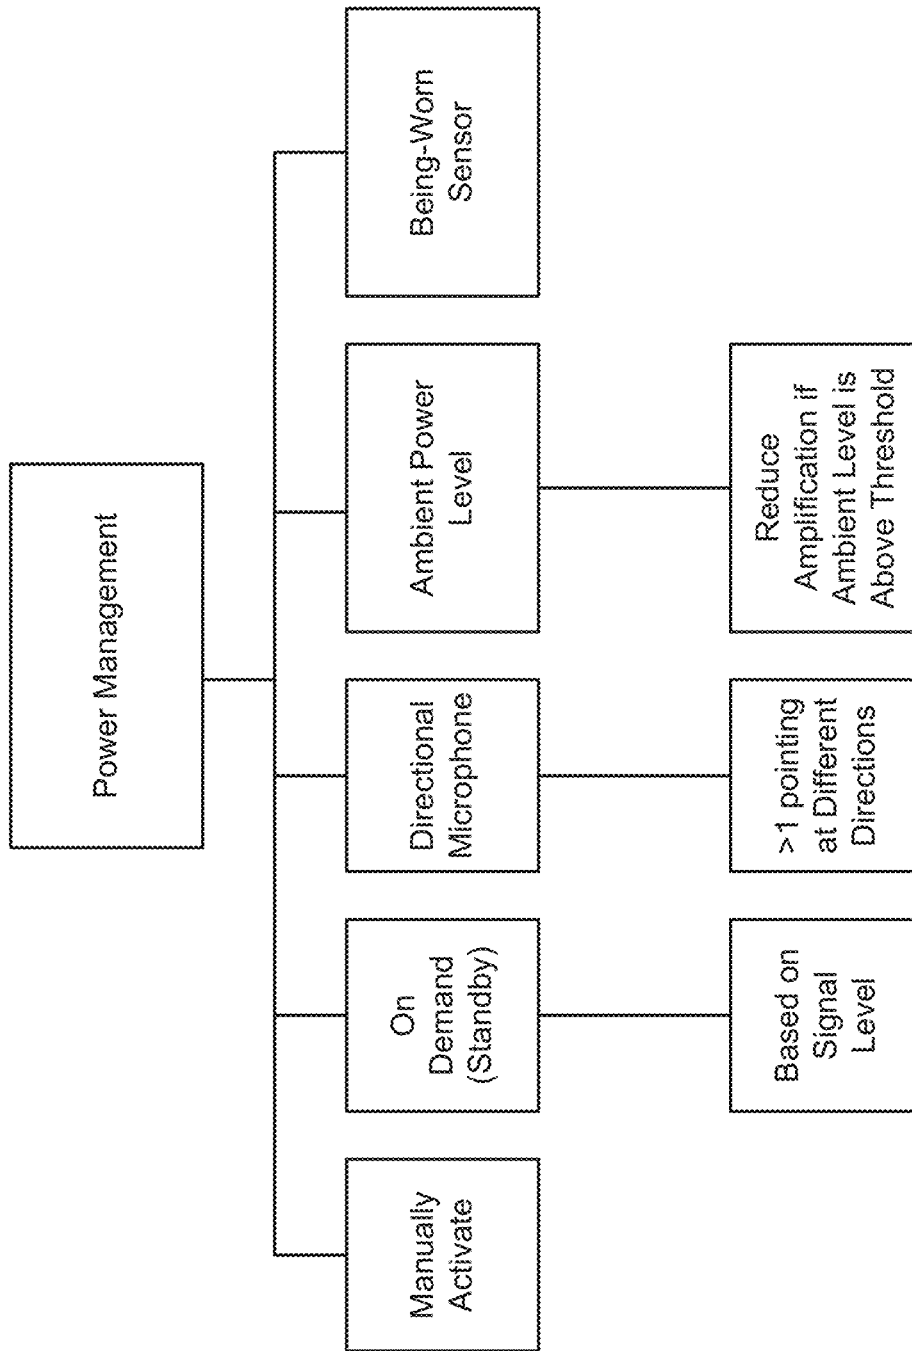 Power Management
Manually
Activate
On
Demand
(Standby)
Directional
Microphone
Ambient Power
Level
Being-Worn
Sensor
Based on
Signal
Level
>1 pointing
at Different
Directions
Reduce
Amplification if
Ambient Level is
Above Threshold